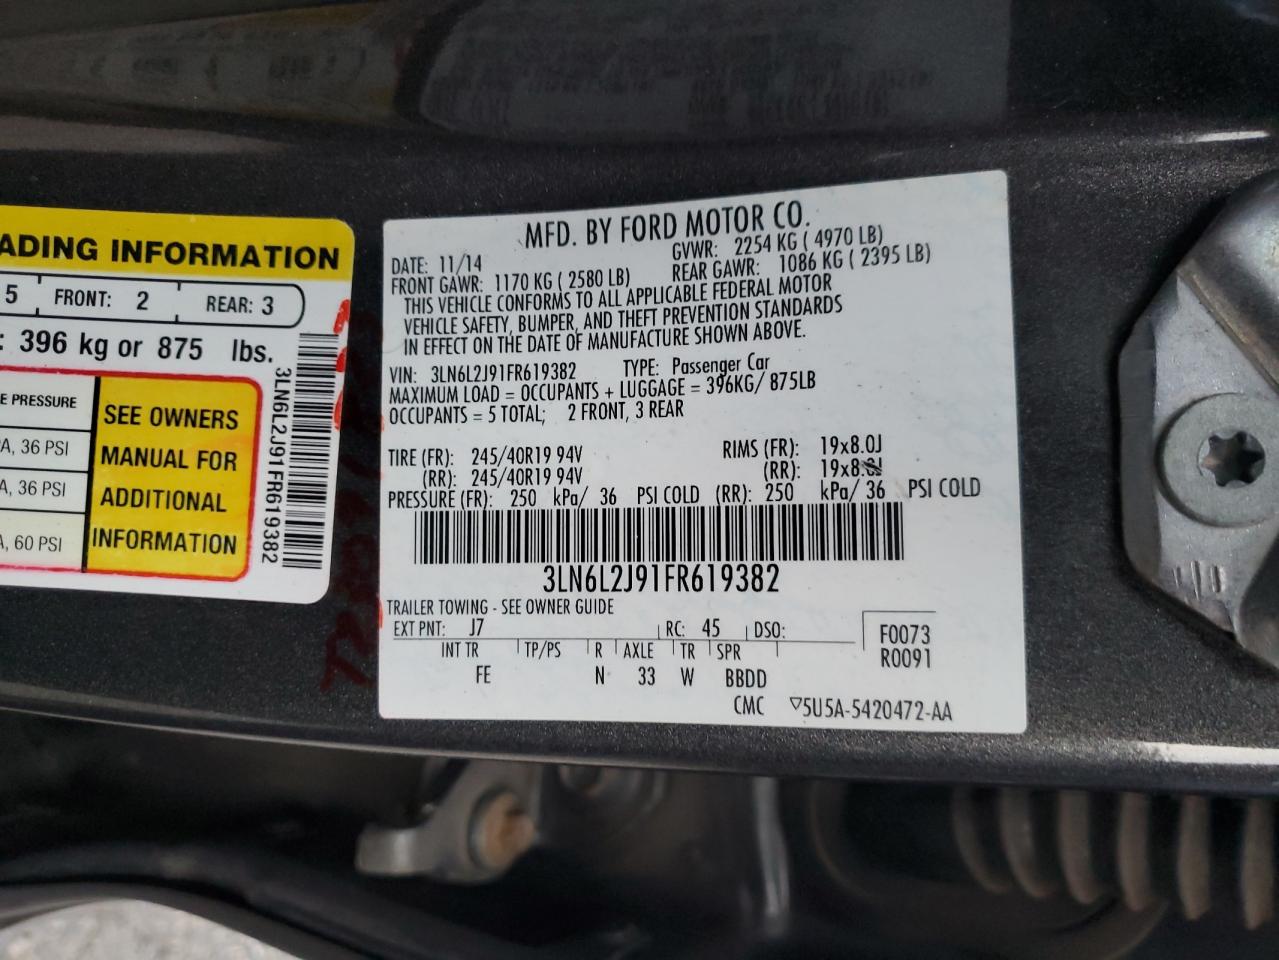 ADING INFORMATION
5 FRONT: 2 REAR: 3
: 396 kg or 875 lbs.
E PRESSURE
A, 36 PSI
A, 36 PSI
A, 60 PSI
SEE OWNERS
MANUAL FOR
ADDITIONAL
INFORMATION
3LN6L2J91FR619382
MFD. BY FORD MOTOR CO.
DATE: 11/14 GVWR: 2254 KG ( 4970 LB)
FRONT GAWR: 1170 KG ( 2580 LB) REAR GAWR: 1086 KG ( 2395 LB)
THIS VEHICLE CONFORMS TO ALL APPLICABLE FEDERAL MOTOR
VEHICLE SAFETY, BUMPER, AND THEFT PREVENTION STANDARDS
IN EFFECT ON THE DATE OF MANUFACTURE SHOWN ABOVE.
VIN: 3LN6L2J91FR619382 TYPE: Passenger Car
MAXIMUM LOAD = OCCUPANTS + LUGGAGE = 396KG/ 875LB
OCCUPANTS = 5 TOTAL; 2 FRONT, 3 REAR
TIRE (FR): 245/40R19 94V RIMS (FR): 19x8.0J
(RR): 245/40R19 94V (RR): 19x8.0J
PRESSURE (FR): 250 kPa/ 36 PSI COLD (RR): 250 kPa/ 36 PSI COLD
3LN6L2J91FR619382
TRAILER TOWING - SEE OWNER GUIDE
EXT PNT: J7 RC: 45 DSO: F0073
R0091
INT TR TP/PS R AXLE TR SPR
FE N 33 W BBDD
CMC ▽5U5A-5420472-AA